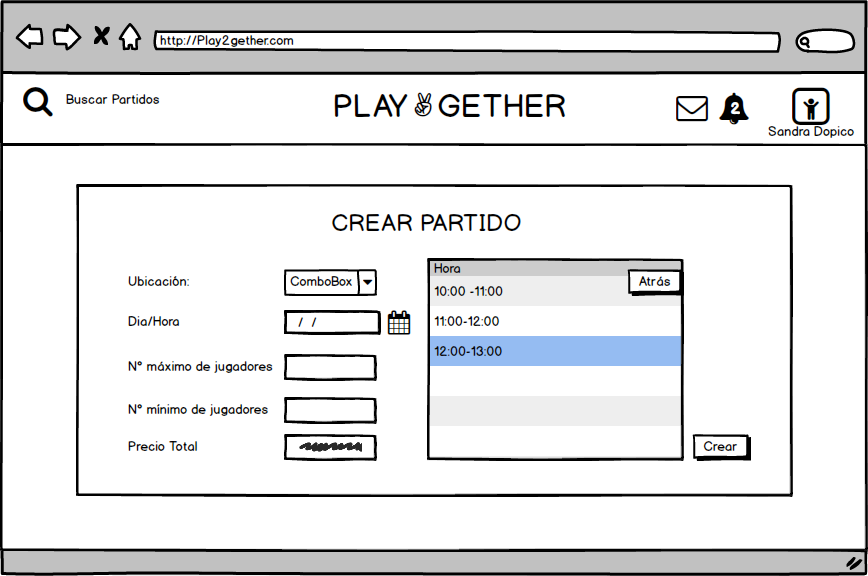 http://Play2gether.com
Buscar Partidos
PLAY✌GETHER
2
Sandra Dopico
CREAR PARTIDO
Ubicación:
ComboBox
Dia/Hora
/ /
Nº máximo de jugadores
Nº mínimo de jugadores
Precio Total
Hora
Atrás
10:00 -11:00
11:00-12:00
12:00-13:00
Crear